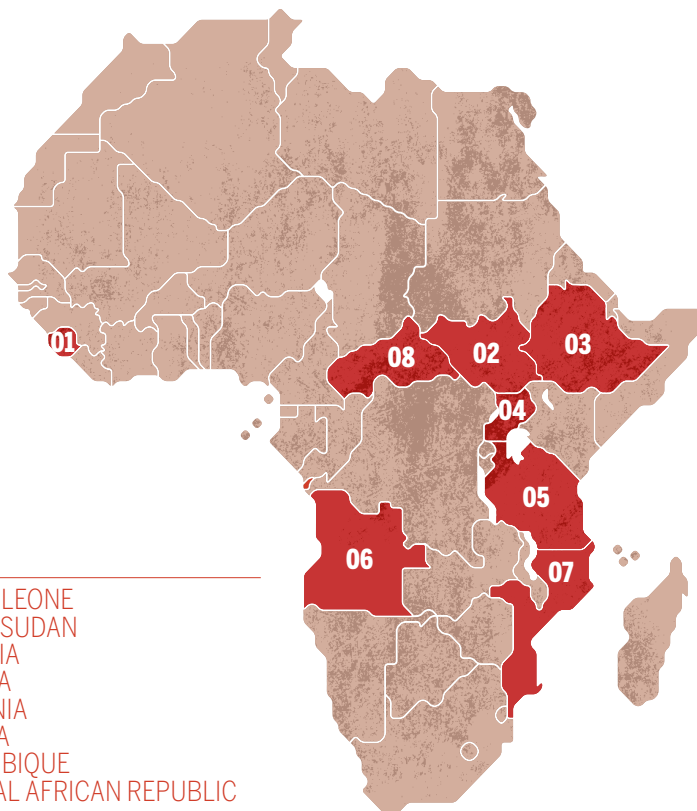 01
08
02
03
04
05
06
07
LEONE
SUDAN
IA
A
NIA
A
BIQUE
AL AFRICAN REPUBLIC